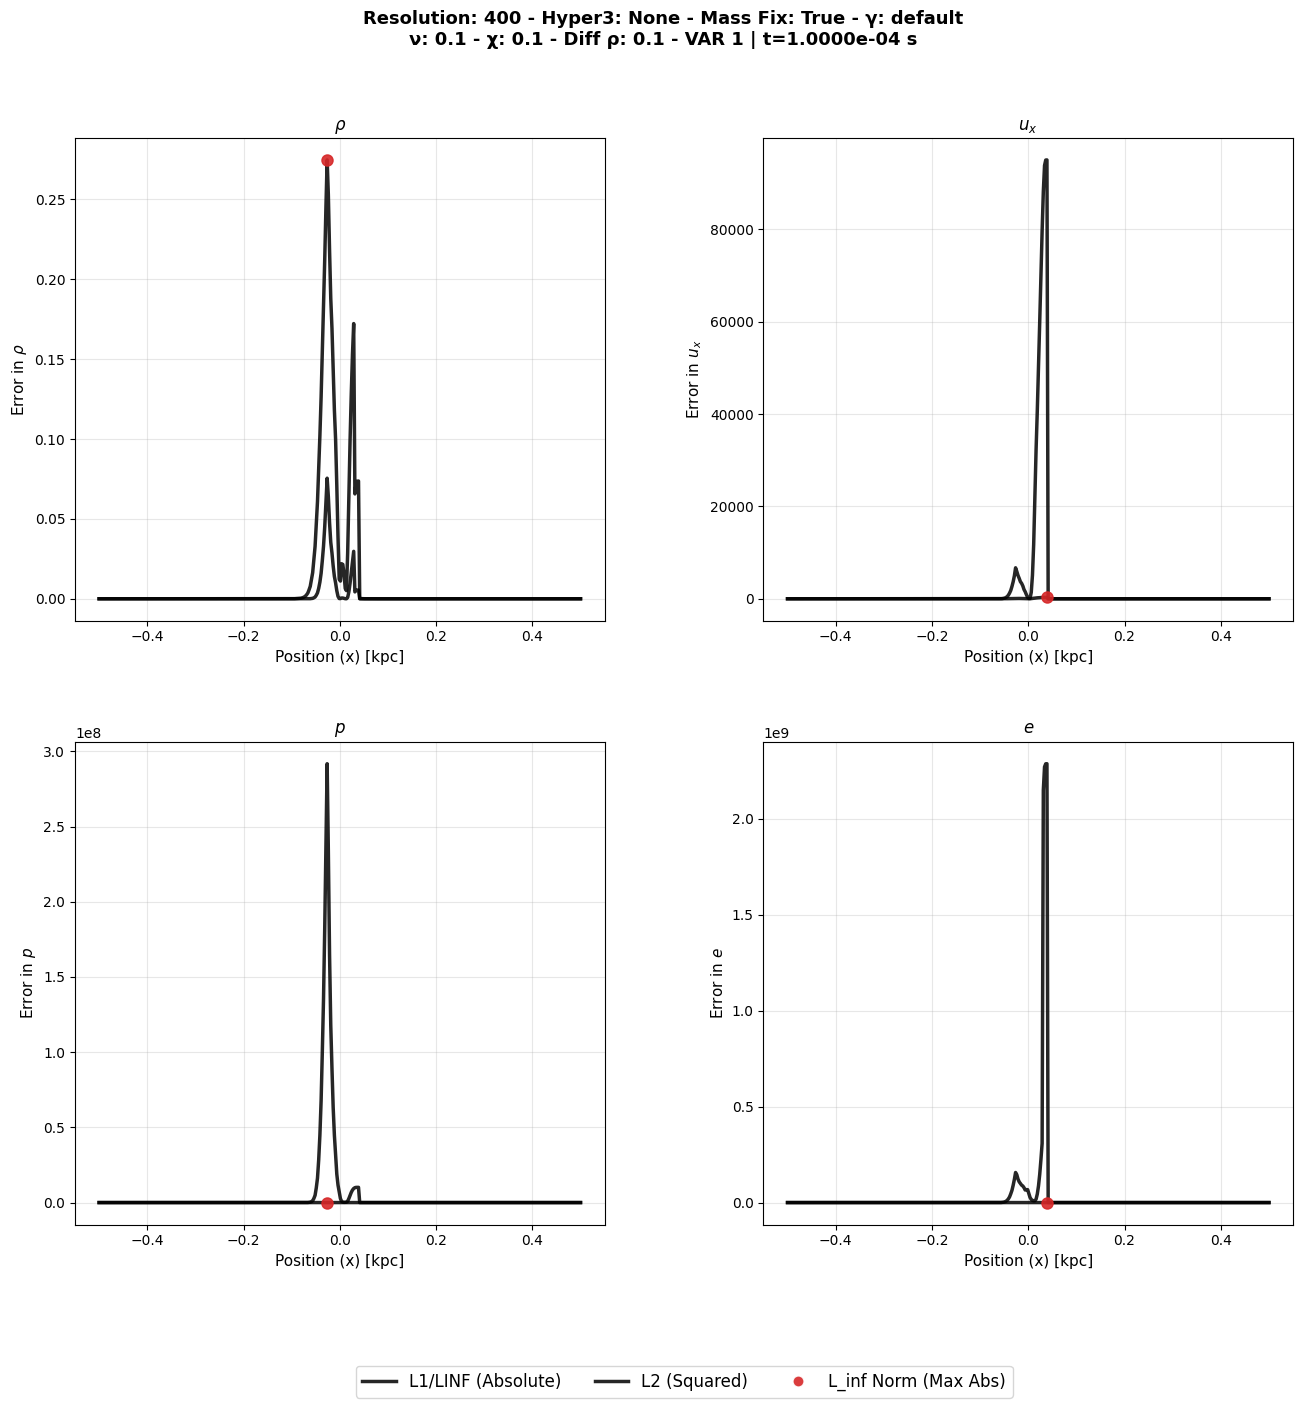 Resolution: 400 - Hyper3: None - Mass Fix: True - γ: default
ν: 0.1 - χ: 0.1 - Diff ρ: 0.1 - VAR 1 | t=1.0000e-04 s
ρ
Error in ρ
0.25
0.20
0.15
0.10
0.05
0.00
−0.4 −0.2 0.0 0.2 0.4
Position (x) [kpc]
u_x
Error in u_x
80000
60000
40000
20000
0
−0.4 −0.2 0.0 0.2 0.4
Position (x) [kpc]
p
1e8
Error in p
3.0
2.5
2.0
1.5
1.0
0.5
0.0
−0.4 −0.2 0.0 0.2 0.4
Position (x) [kpc]
e
1e9
Error in e
2.0
1.5
1.0
0.5
0.0
−0.4 −0.2 0.0 0.2 0.4
Position (x) [kpc]
L1/LINF (Absolute) L2 (Squared) L_inf Norm (Max Abs)